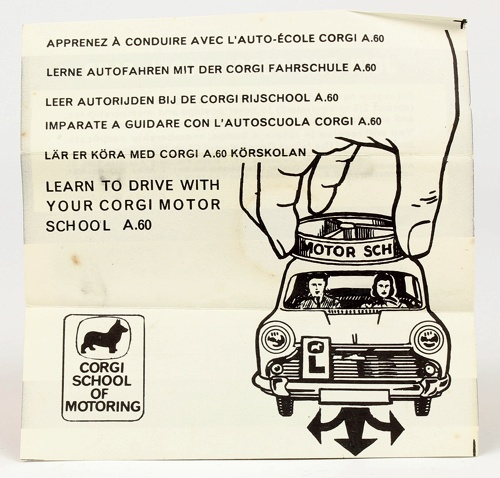 APPRENEZ À CONDUIRE AVEC L'AUTO-ÉCOLE CORGI A.60
LERNE AUTOFAHREN MIT DER CORGI FAHRSCHULE A.60
LEER AUTORIJDEN BIJ DE CORGI RIJSCHOOL A.60
IMPARATE A GUIDARE CON L'AUTOSCUOLA CORGI A.60
LÄR ER KÖRA MED CORGI A.60 KÖRSKOLAN
LEARN TO DRIVE WITH
YOUR CORGI MOTOR
SCHOOL A.60
MOTOR SCH
L
CORGI
SCHOOL
OF
MOTORING